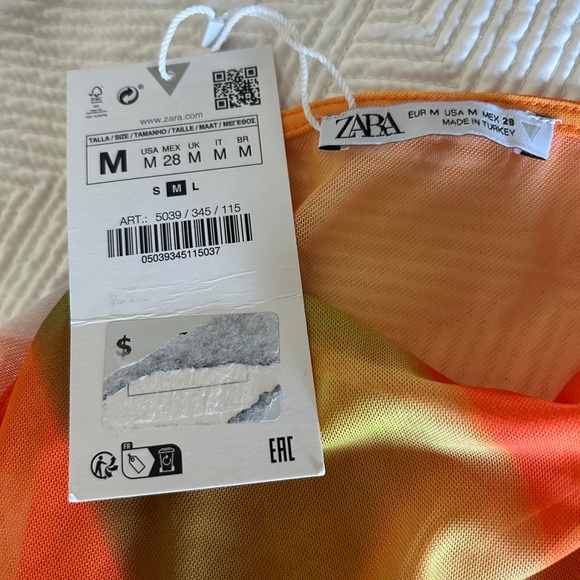 www.zara.com
TALLA / SIZE / TAMANHO / TAILLE / MAAT / ΜΕΓΕΘΟΣ
M
USA MEX UK IT BR
M 28 M M M
S M L
ART.: 5039 / 345 / 115
05039345115037
$
FR
EAC
ZARA
EUR M USA M MEX 28
MADE IN TURKEY